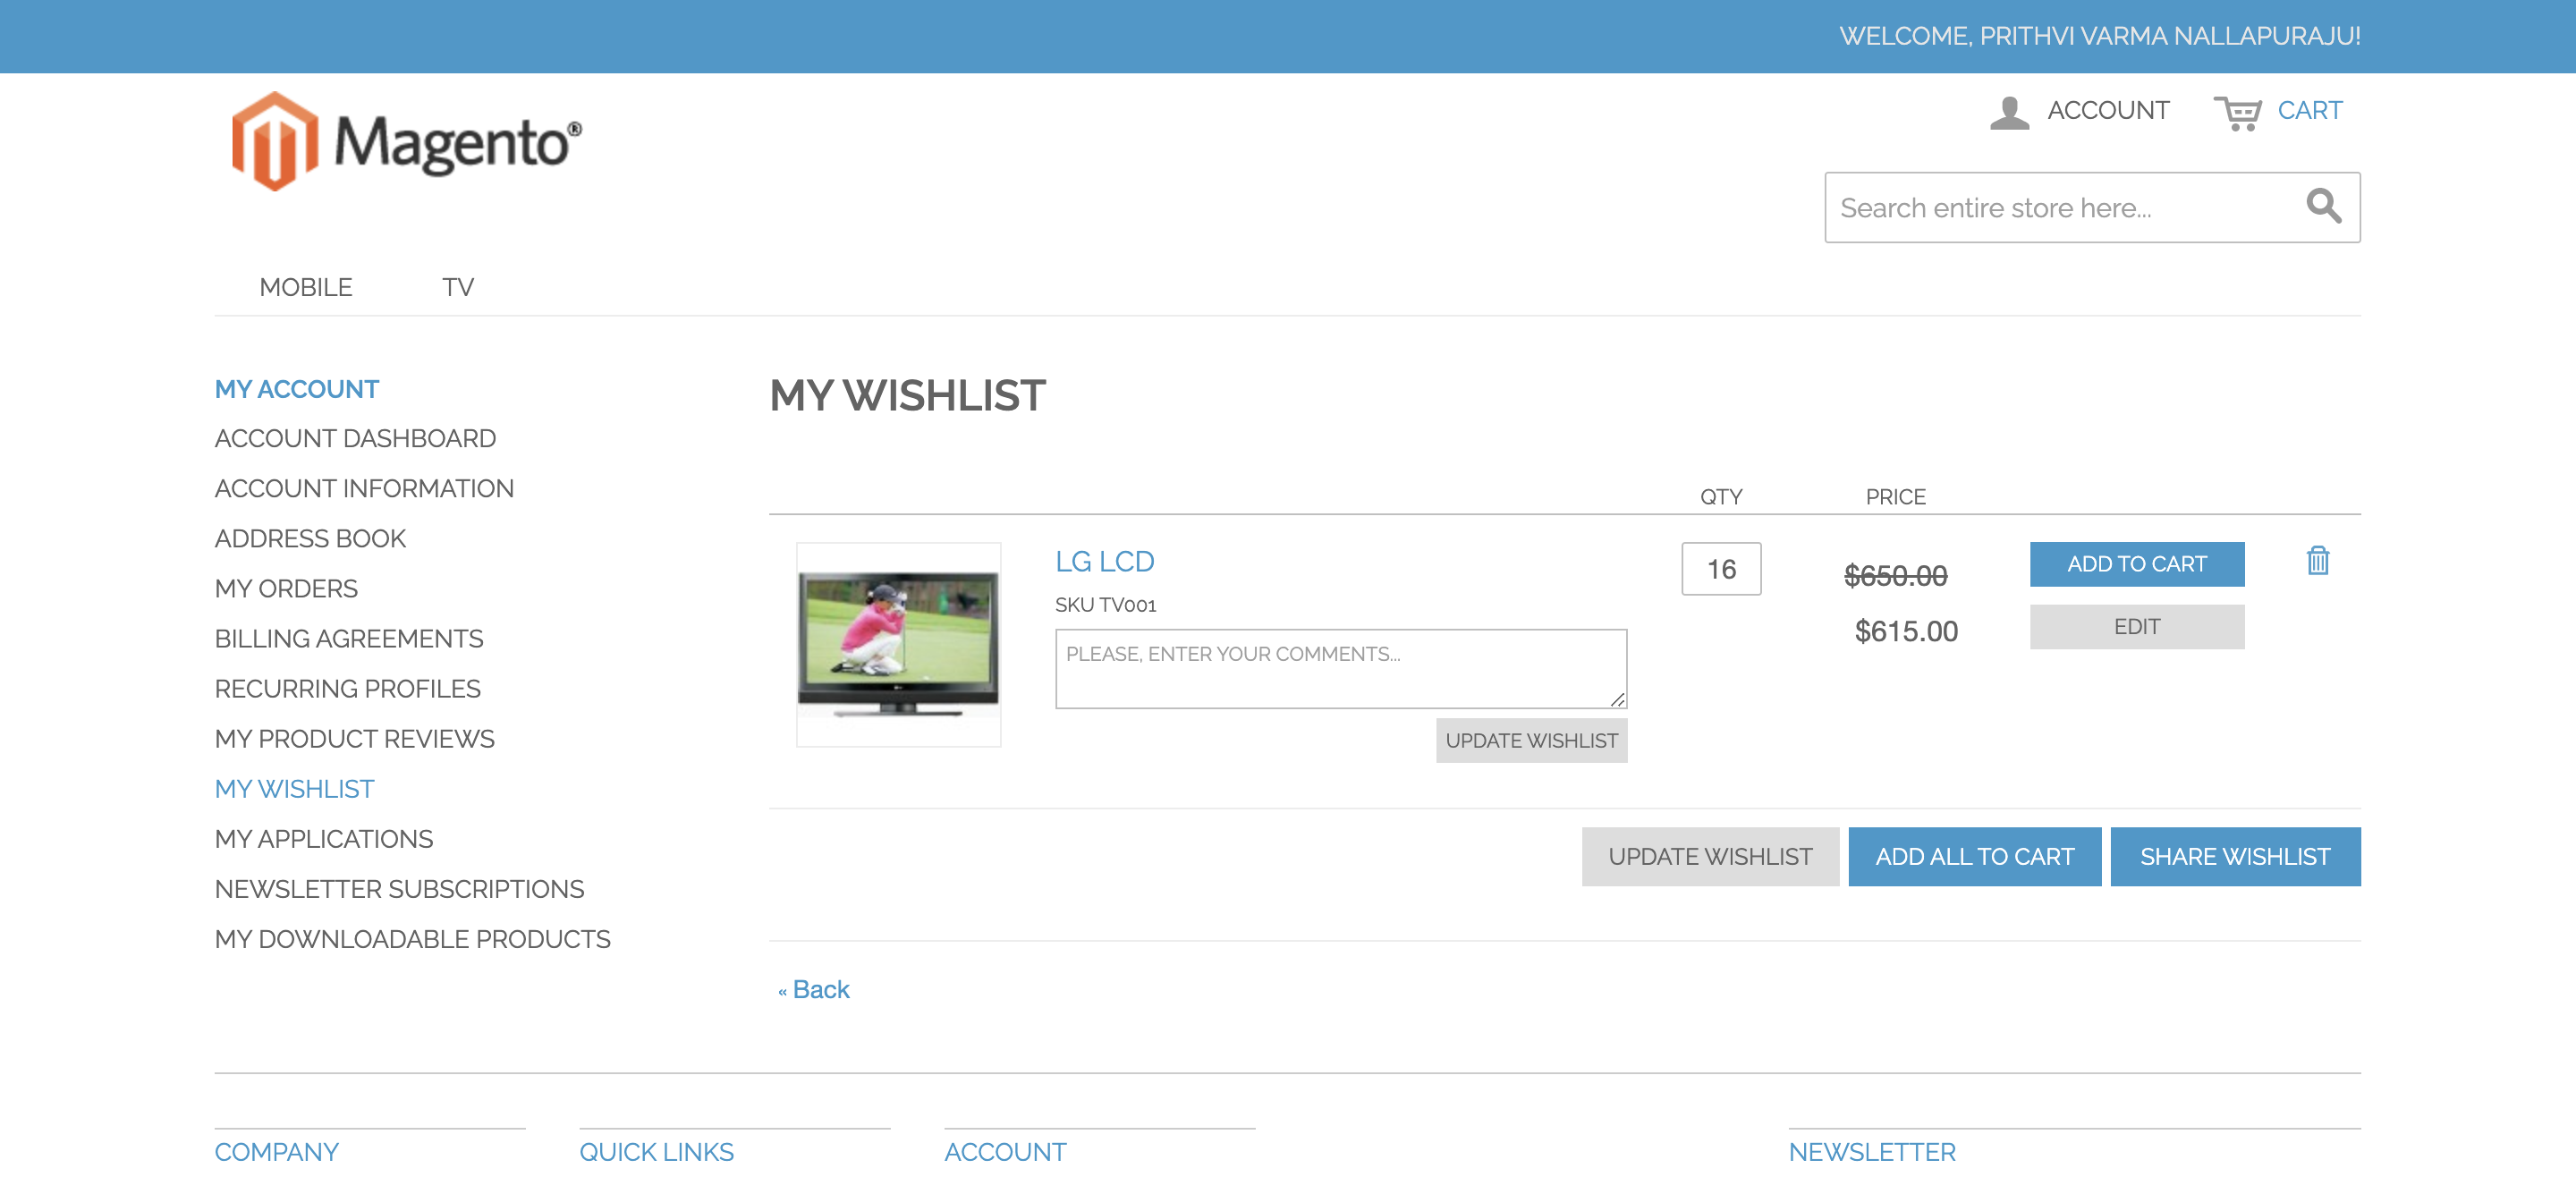 WELCOME, PRITHVI VARMA NALLAPURAJU!
Magento®
ACCOUNT
CART
Search entire store here...
MOBILE
TV
MY ACCOUNT
ACCOUNT DASHBOARD
ACCOUNT INFORMATION
ADDRESS BOOK
MY ORDERS
BILLING AGREEMENTS
RECURRING PROFILES
MY PRODUCT REVIEWS
MY WISHLIST
MY APPLICATIONS
NEWSLETTER SUBSCRIPTIONS
MY DOWNLOADABLE PRODUCTS
MY WISHLIST
QTY PRICE
LG LCD
SKU TV001
PLEASE, ENTER YOUR COMMENTS...
UPDATE WISHLIST
16
$650.00
$615.00
ADD TO CART
EDIT
UPDATE WISHLIST
ADD ALL TO CART
SHARE WISHLIST
« Back
COMPANY
QUICK LINKS
ACCOUNT
NEWSLETTER